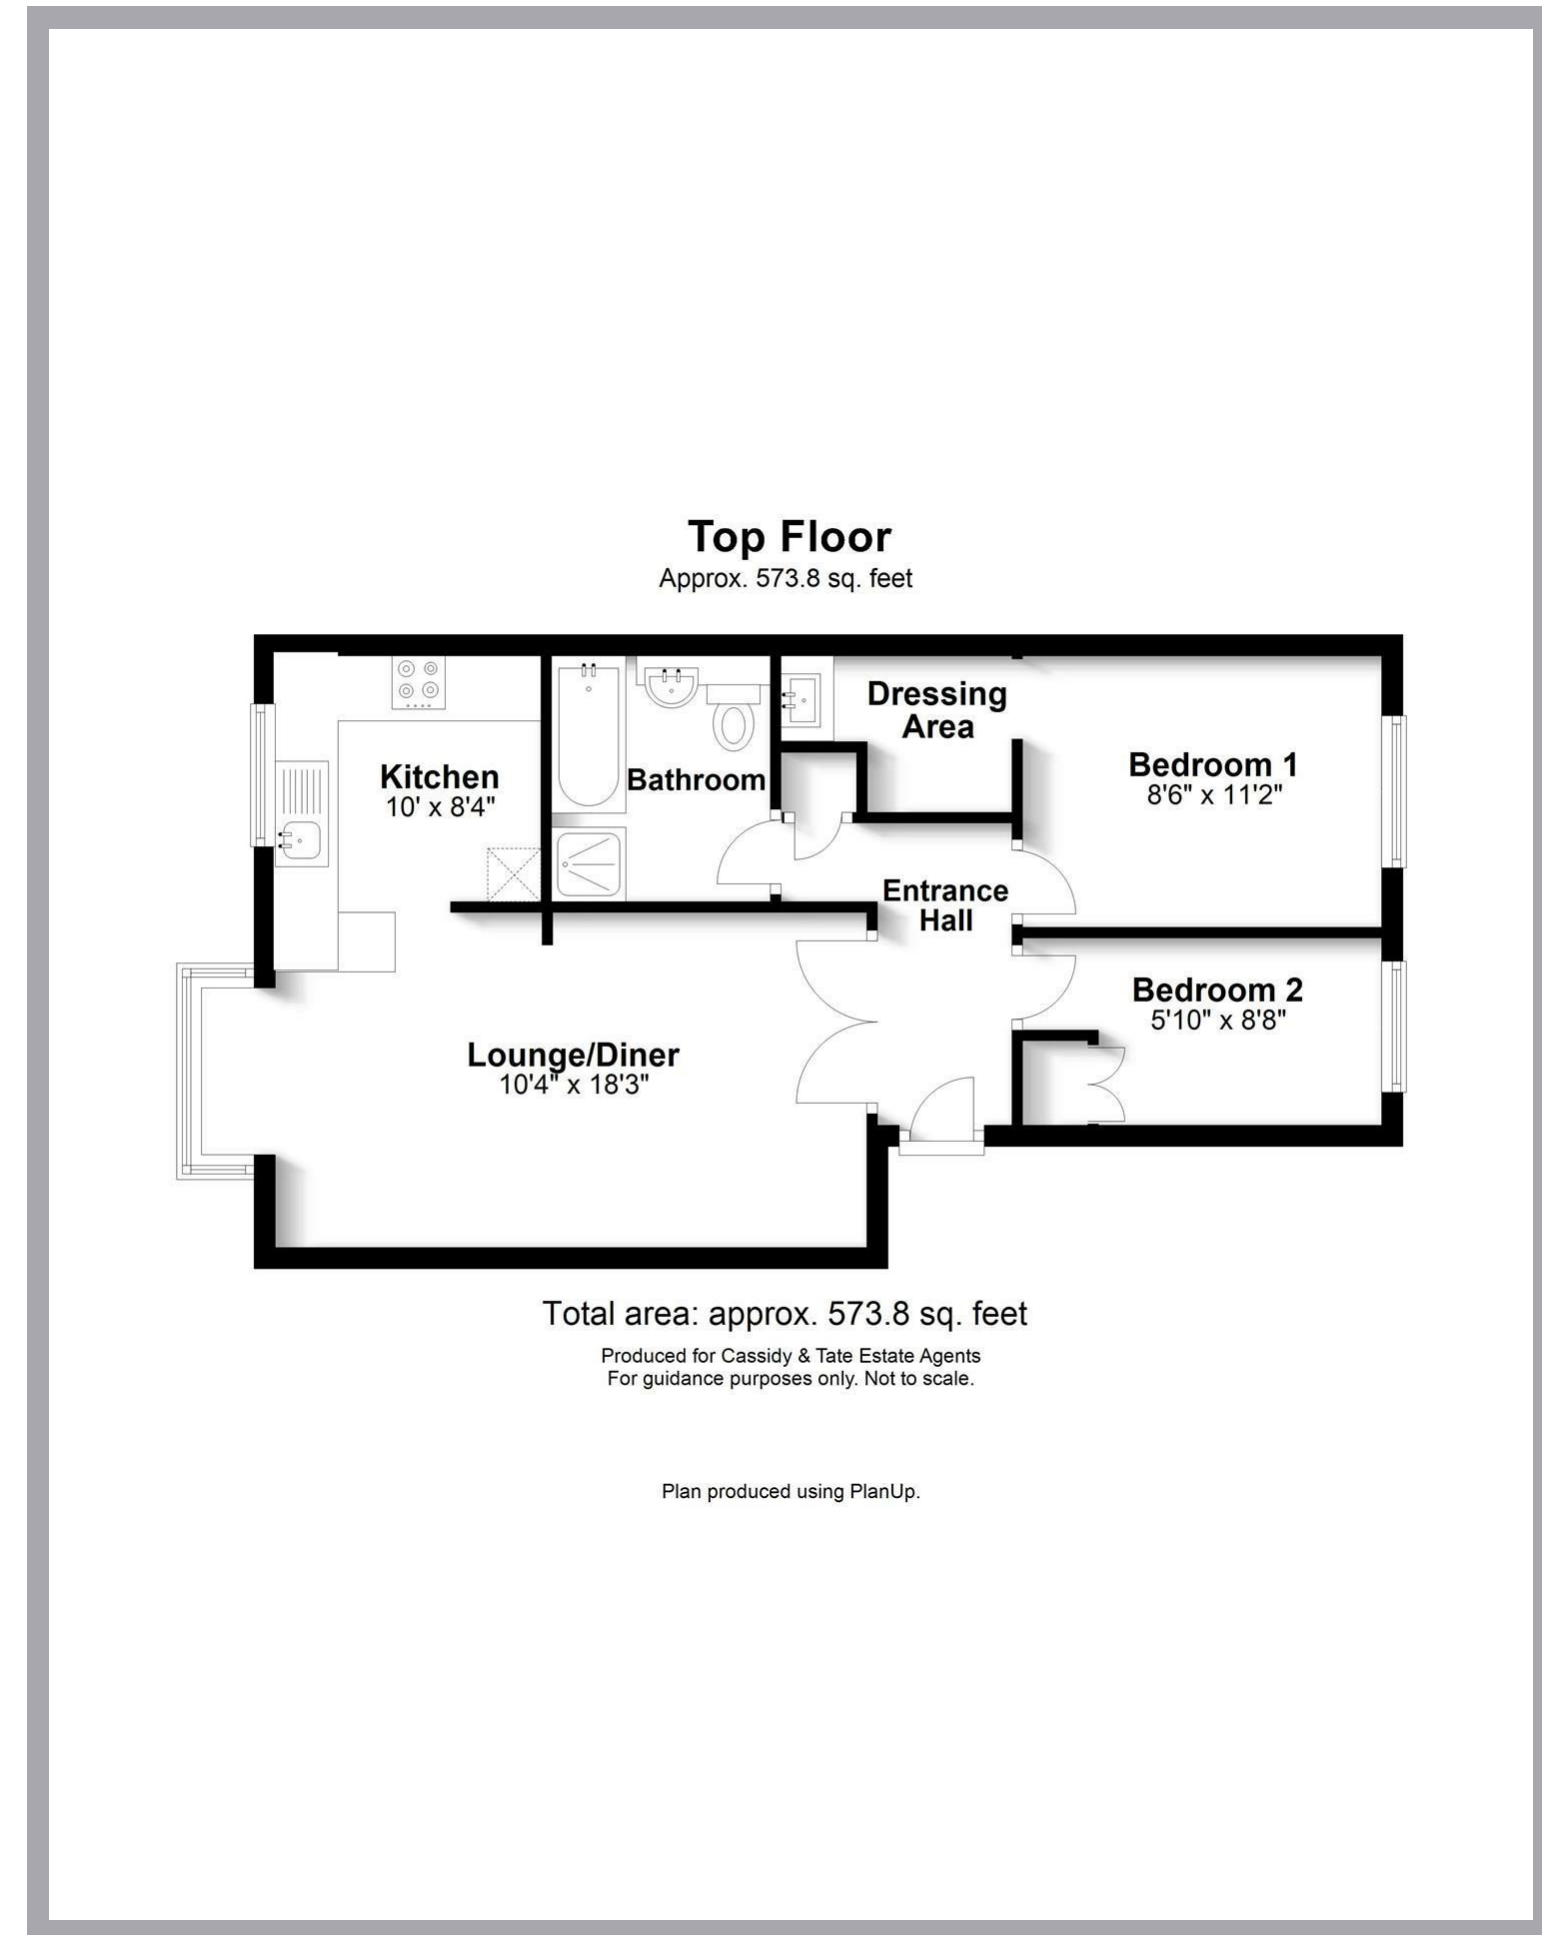 Top Floor
Approx. 573.8 sq. feet
Dressing
Area
Kitchen
10' x 8'4"
Bathroom
Bedroom 1
8'6" x 11'2"
Entrance
Hall
Bedroom 2
5'10" x 8'8"
Lounge/Diner
10'4" x 18'3"
Total area: approx. 573.8 sq. feet
Produced for Cassidy & Tate Estate Agents
For guidance purposes only. Not to scale.
Plan produced using PlanUp.